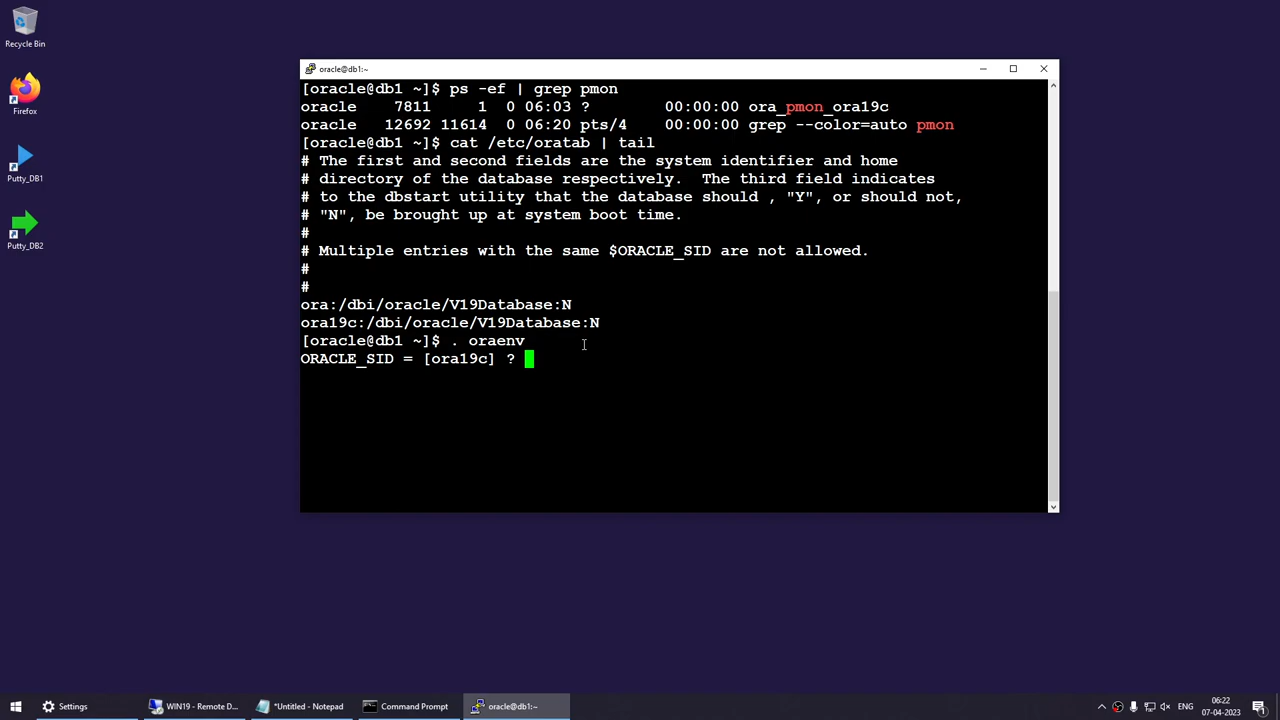 Recycle Bin
Firefox
Putty_DB1
Putty_DB2
oracle@db1:~
[oracle@db1 ~]$ ps -ef | grep pmon
oracle    7811     1  0 06:03 ?        00:00:00 ora_pmon_ora19c
oracle   12692 11614  0 06:20 pts/4    00:00:00 grep --color=auto pmon
[oracle@db1 ~]$ cat /etc/oratab | tail
# The first and second fields are the system identifier and home
# directory of the database respectively.  The third field indicates
# to the dbstart utility that the database should , "Y", or should not,
# "N", be brought up at system boot time.
#
# Multiple entries with the same $ORACLE_SID are not allowed.
#
#
ora:/dbi/oracle/V19Database:N
ora19c:/dbi/oracle/V19Database:N
[oracle@db1 ~]$ . oraenv
ORACLE_SID = [ora19c] ?
Settings
WIN19 - Remote D...
*Untitled - Notepad
Command Prompt
oracle@db1:~
ENG
06:22
07-04-2023